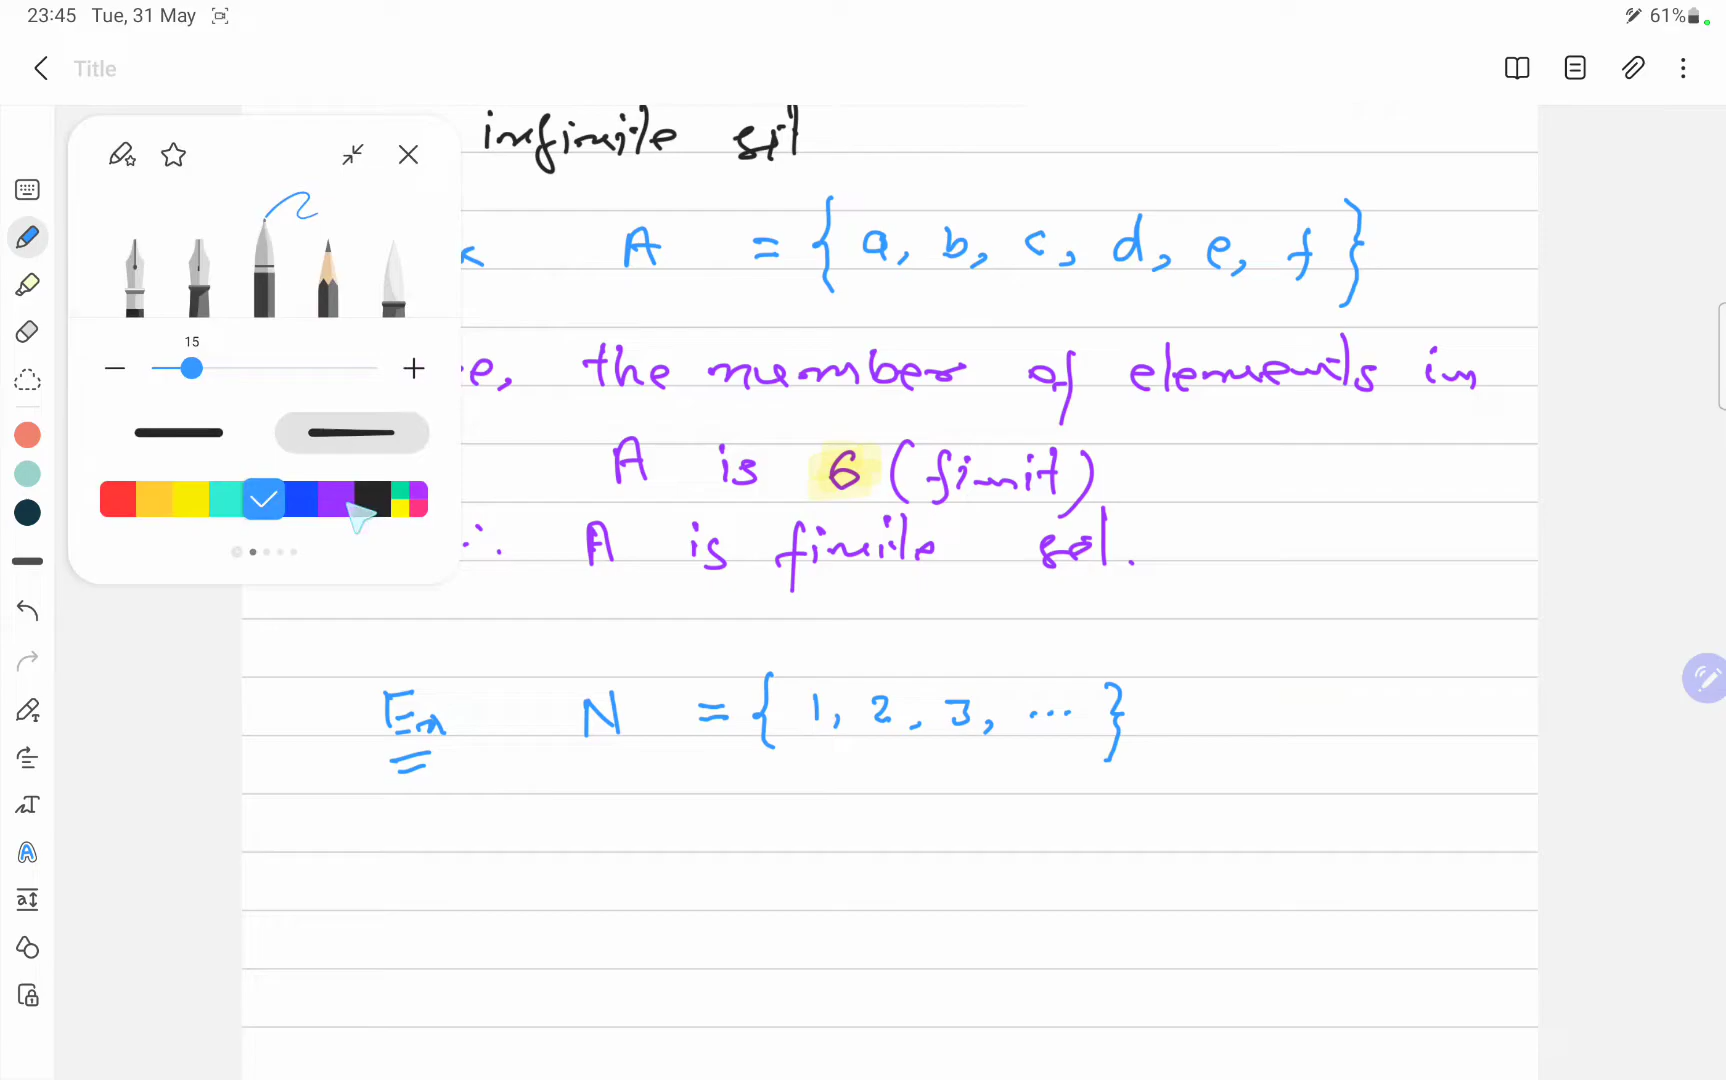 23:45 Tue, 31 May 61%
Title
infinite set
A = { a, b, c, d, e, f }
e, the number of elements in
15
A is 6 (finit)
∴ A is finite set.
Ex N = { 1, 2, 3, ... }